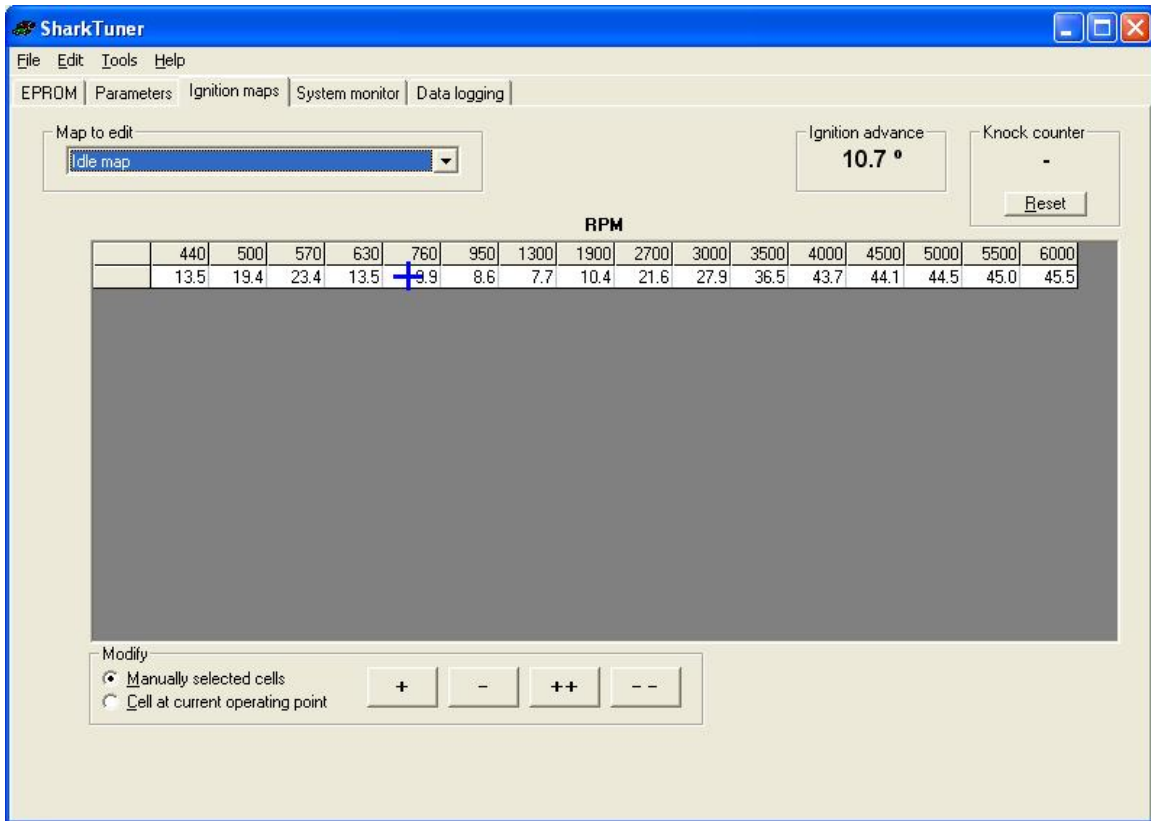 SharkTuner
File Edit Tools Help
EPROM Parameters Ignition maps System monitor Data logging
Map to edit
Idle map
Ignition advance
10.7 º
Knock counter
-
Reset
RPM
440 500 570 630 760 950 1300 1900 2700 3000 3500 4000 4500 5000 5500 6000
13.5 19.4 23.4 13.5 8.6 7.7 10.4 21.6 27.9 36.5 43.7 44.1 44.5 45.0 45.5
Modify
Manually selected cells
Cell at current operating point
+ - ++ --